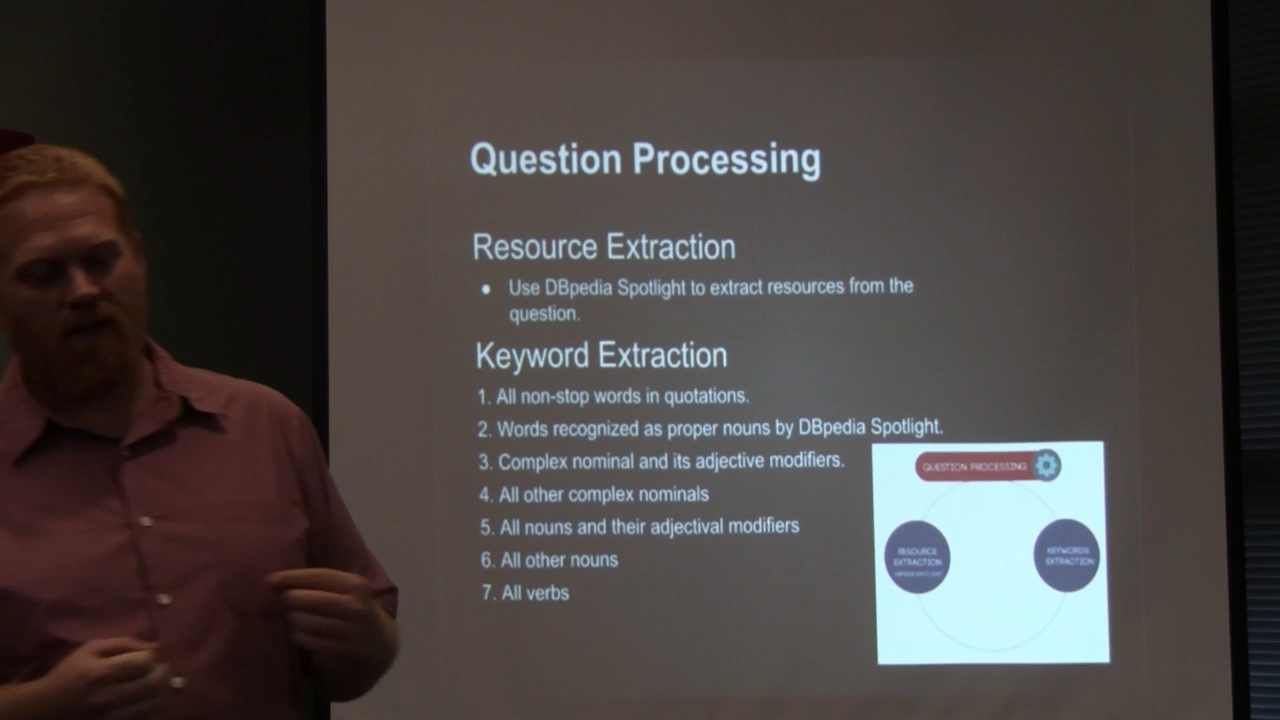 Question Processing
Resource Extraction
● Use DBpedia Spotlight to extract resources from the
question.
Keyword Extraction
1. All non-stop words in quotations.
2. Words recognized as proper nouns by DBpedia Spotlight.
3. Complex nominal and its adjective modifiers.
4. All other complex nominals
5. All nouns and their adjectival modifiers
6. All other nouns
7. All verbs
QUESTION PROCESSING
RESOURCE
EXTRACTION
KEYWORDS
EXTRACTION